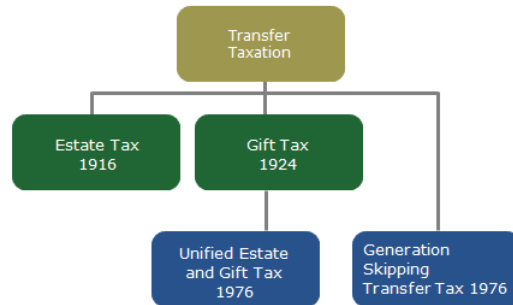 Transfer
Taxation
Estate Tax
1916
Gift Tax
1924
Unified Estate
and Gift Tax
1976
Generation
Skipping
Transfer Tax 1976